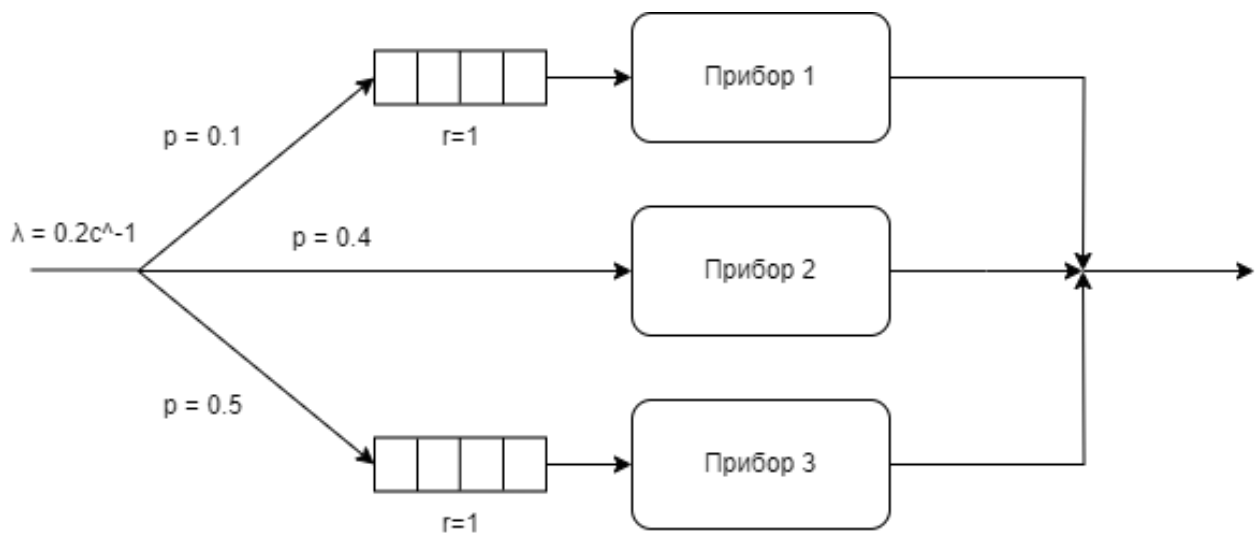 Прибор 1
p = 0.1
r=1
λ = 0.2c^-1
p = 0.4
Прибор 2
p = 0.5
Прибор 3
r=1